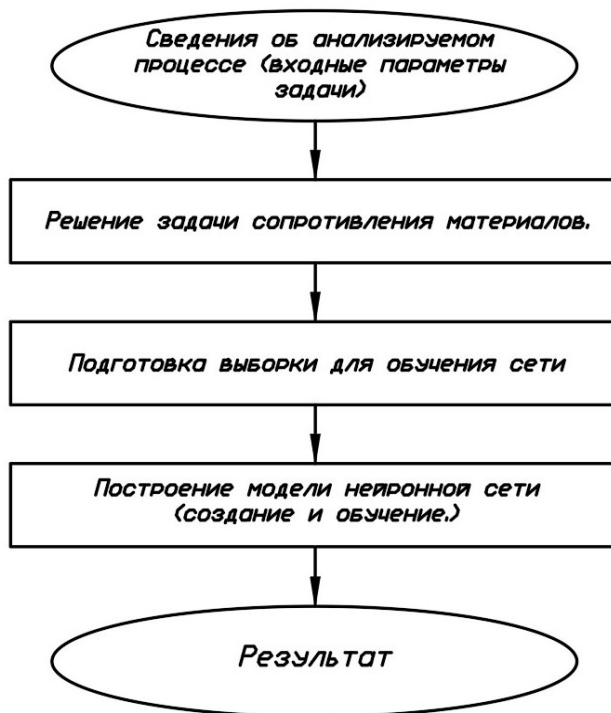 Сведения об анализируемом
процессе (входные параметры
задачи)
Решение задачи сопротивления материалов.
Подготовка выборки для обучения сети
Построение модели нейронной сети
(создание и обучение.)
Результат